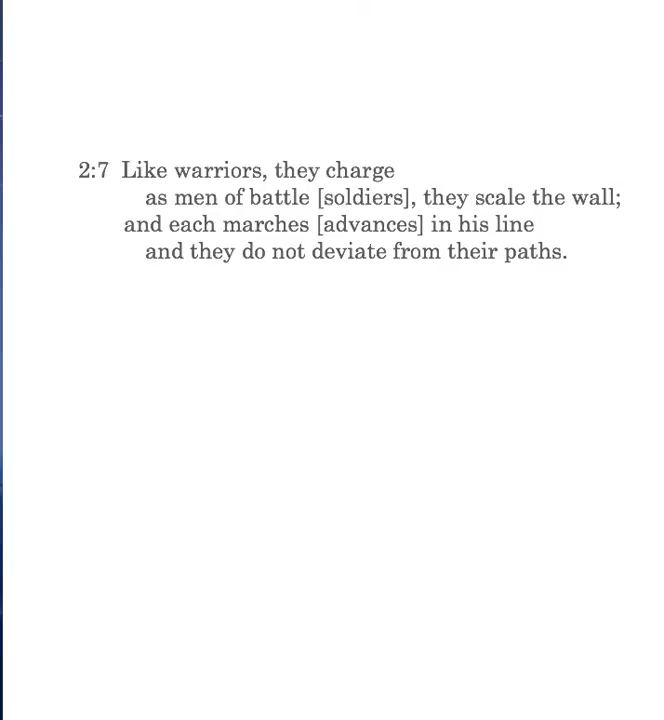 2:7 Like warriors, they charge
as men of battle [soldiers], they scale the wall;
and each marches [advances] in his line
and they do not deviate from their paths.